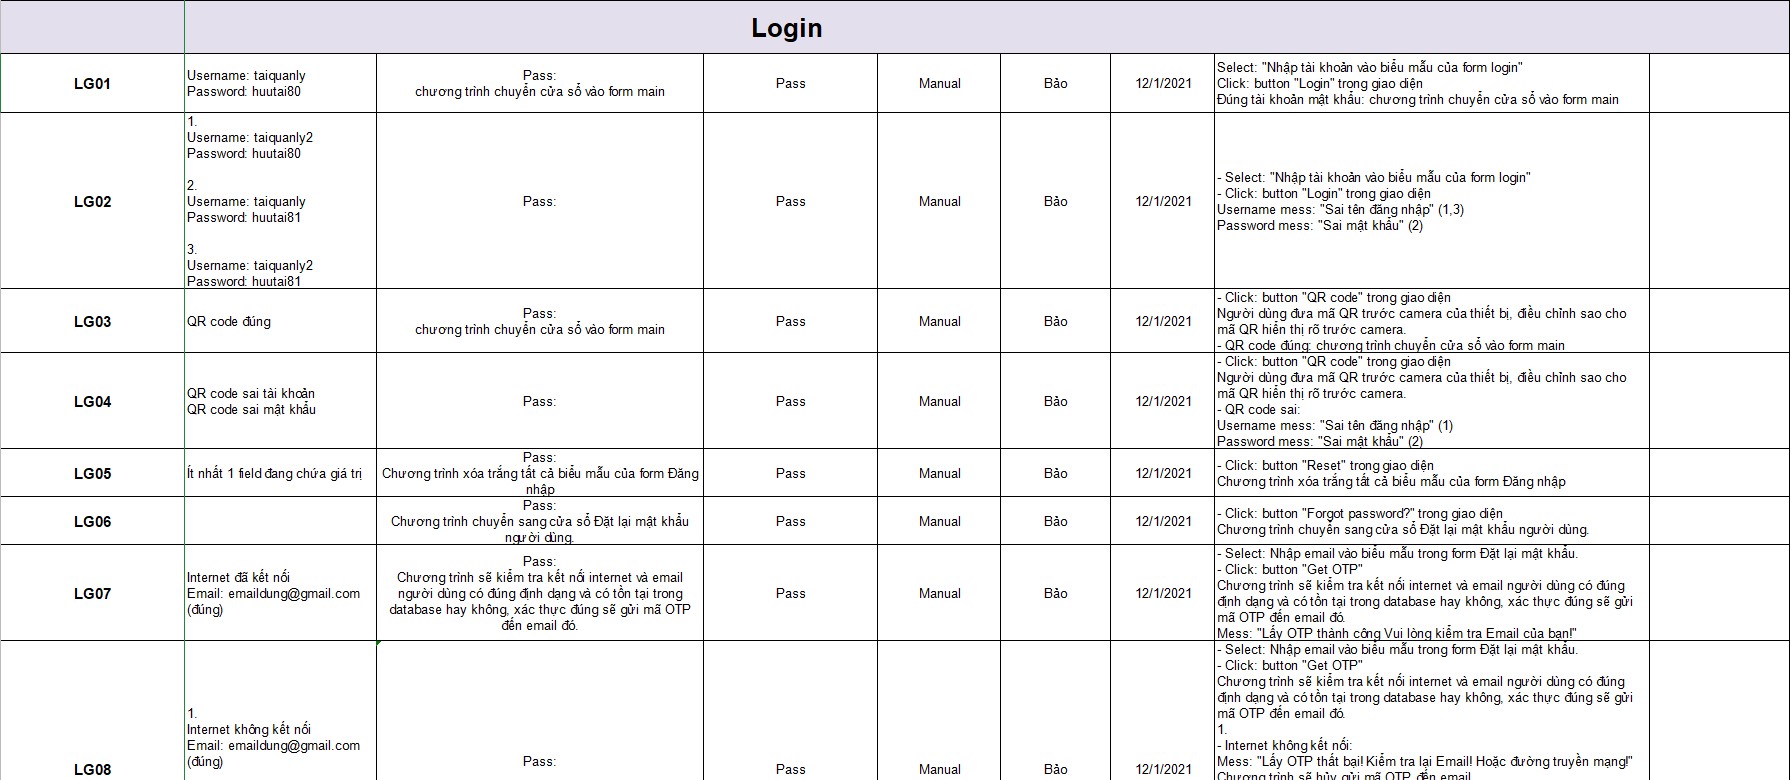 Login
LG01
Username: taiquanly
Password: huutai80
Pass:
chương trình chuyển cửa sổ vào form main
Pass
Manual
Bảo
12/1/2021
Select: "Nhập tài khoản vào biểu mẫu của form login"
Click: button "Login" trong giao diện
Đúng tài khoản mật khẩu: chương trình chuyển cửa sổ vào form main
LG02
1.
Username: taiquanly2
Password: huutai80
2.
Username: taiquanly
Password: huutai81
3.
Username: taiquanly2
Password: huutai81
Pass:
Pass
Manual
Bảo
12/1/2021
- Select: "Nhập tài khoản vào biểu mẫu của form login"
- Click: button "Login" trong giao diện
Username mess: "Sai tên đăng nhập" (1,3)
Password mess: "Sai mật khẩu" (2)
LG03
QR code đúng
Pass:
chương trình chuyển cửa sổ vào form main
Pass
Manual
Bảo
12/1/2021
- Click: button "QR code" trong giao diện
Người dùng đưa mã QR trước camera của thiết bị, điều chỉnh sao cho
mã QR hiển thị rõ trước camera.
- QR code đúng: chương trình chuyển cửa sổ vào form main
LG04
QR code sai tài khoản
QR code sai mật khẩu
Pass:
Pass
Manual
Bảo
12/1/2021
- Click: button "QR code" trong giao diện
Người dùng đưa mã QR trước camera của thiết bị, điều chỉnh sao cho
mã QR hiển thị rõ trước camera.
- QR code sai:
Username mess: "Sai tên đăng nhập" (1)
Password mess: "Sai mật khẩu" (2)
LG05
Ít nhất 1 field đang chứa giá trị
Pass:
Chương trình xóa trắng tất cả biểu mẫu của form Đăng
nhập
Pass
Manual
Bảo
12/1/2021
- Click: button "Reset" trong giao diện
Chương trình xóa trắng tất cả biểu mẫu của form Đăng nhập
LG06
Pass:
Chương trình chuyển sang cửa sổ Đặt lại mật khẩu
người dùng.
Pass
Manual
Bảo
12/1/2021
- Click: button "Forgot password?" trong giao diện
Chương trình chuyển sang cửa sổ Đặt lại mật khẩu người dùng.
LG07
Internet đã kết nối
Email: emaildung@gmail.com
(đúng)
Pass:
Chương trình sẽ kiểm tra kết nối internet và email
người dùng có đúng định dạng và có tồn tại trong
database hay không, xác thực đúng sẽ gửi mã OTP
đến email đó.
Pass
Manual
Bảo
12/1/2021
- Select: Nhập email vào biểu mẫu trong form Đặt lại mật khẩu.
- Click: button "Get OTP"
Chương trình sẽ kiểm tra kết nối internet và email người dùng có đúng
định dạng và có tồn tại trong database hay không, xác thực đúng sẽ gửi
mã OTP đến email đó.
Mess: "Lấy OTP thành công Vui lòng kiểm tra Email của bạn!"
LG08
1.
Internet không kết nối
Email: emaildung@gmail.com
(đúng)
Pass:
Pass
Manual
Bảo
12/1/2021
- Select: Nhập email vào biểu mẫu trong form Đặt lại mật khẩu.
- Click: button "Get OTP"
Chương trình sẽ kiểm tra kết nối internet và email người dùng có đúng
định dạng và có tồn tại trong database hay không, xác thực đúng sẽ gửi
mã OTP đến email đó.
1.
- Internet không kết nối:
Mess: "Lấy OTP thất bại! Kiểm tra lại Email! Hoặc đường truyền mạng!"
Chương trình sẽ hủy gửi mã OTP đến email